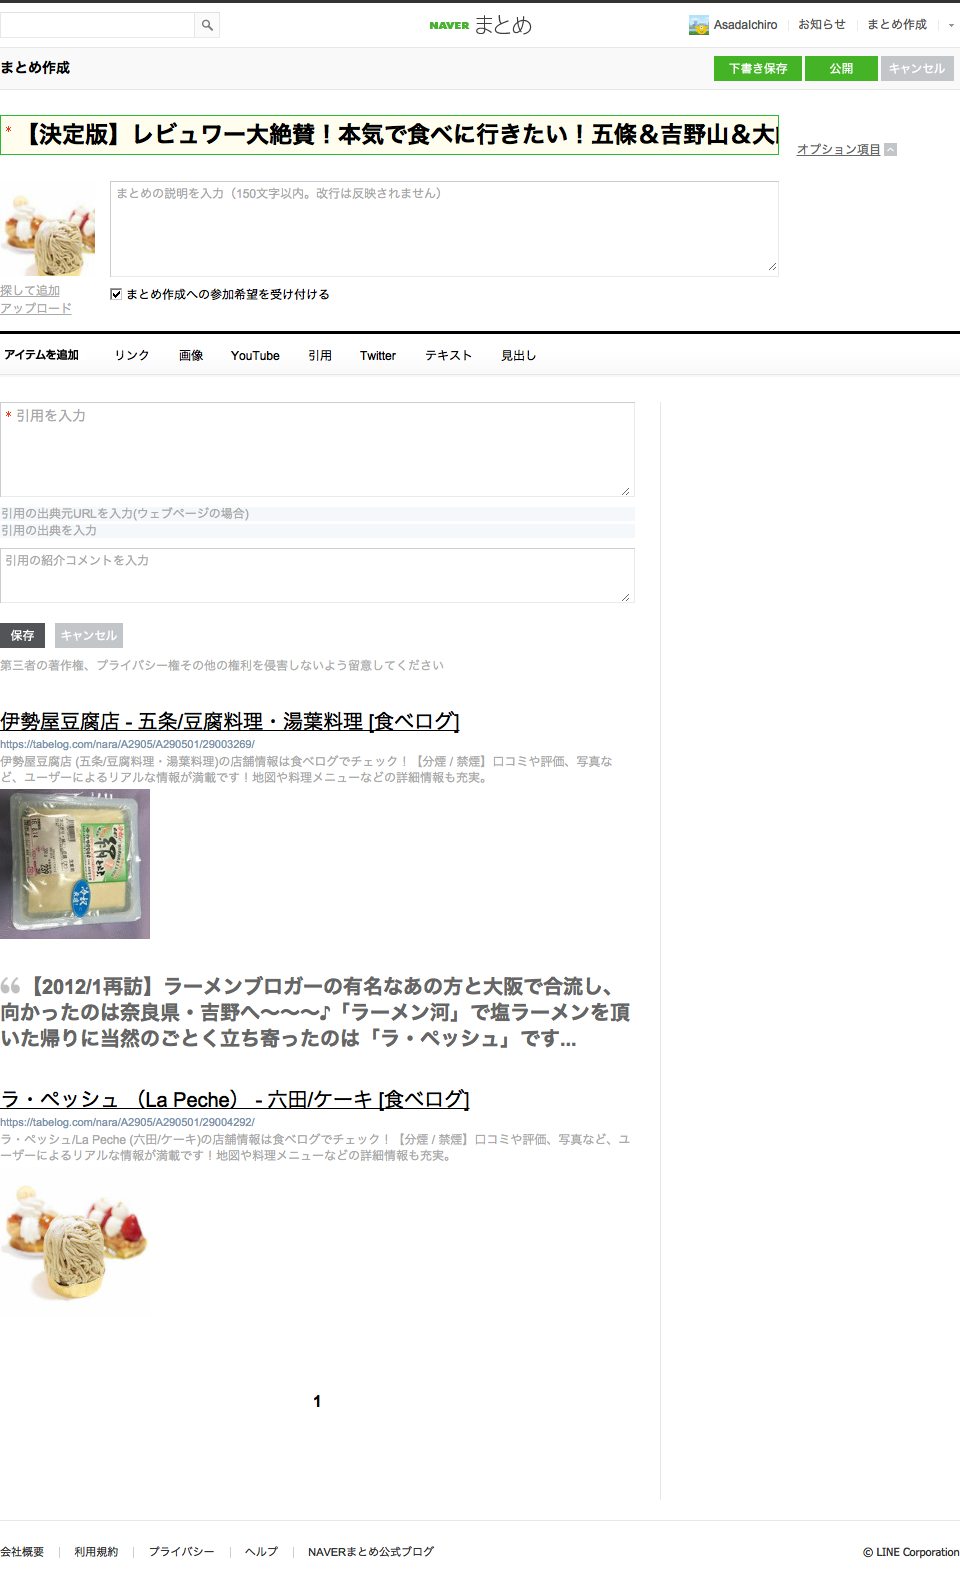 NAVER まとめ
AsadaIchiro
お知らせ
まとめ作成
まとめ作成
下書き保存
公開
キャンセル
* 【決定版】レビュワー大絶賛！本気で食べに行きたい！五條＆吉野山＆大
オプション項目
まとめの説明を入力（150文字以内。改行は反映されません）
探して追加
アップロード
まとめ作成への参加希望を受け付ける
アイテムを追加
リンク
画像
YouTube
引用
Twitter
テキスト
見出し
* 引用を入力
引用の出典元URLを入力(ウェブページの場合)
引用の出典を入力
引用の紹介コメントを入力
保存
キャンセル
第三者の著作権、プライバシー権その他の権利を侵害しないよう留意してください
伊勢屋豆腐店 - 五条/豆腐料理・湯葉料理 [食べログ]
https://tabelog.com/nara/A2905/A290501/29003269/
伊勢屋豆腐店 (五条/豆腐料理・湯葉料理)の店舗情報は食べログでチェック！【分煙 / 禁煙】口コミや評価、写真な
ど、ユーザーによるリアルな情報が満載です！地図や料理メニューなどの詳細情報も充実。
【2012/1再訪】ラーメンブロガーの有名なあの方と大阪で合流し、
向かったのは奈良県・吉野へ〜〜〜♪「ラーメン河」で塩ラーメンを頂
いた帰りに当然のごとく立ち寄ったのは「ラ・ペッシュ」です...
ラ・ペッシュ （La Peche） - 六田/ケーキ [食べログ]
https://tabelog.com/nara/A2905/A290501/29004292/
ラ・ペッシュ/La Peche (六田/ケーキ)の店舗情報は食べログでチェック！【分煙 / 禁煙】口コミや評価、写真など、ユ
ーザーによるリアルな情報が満載です！地図や料理メニューなどの詳細情報も充実。
1
会社概要
利用規約
プライバシー
ヘルプ
NAVERまとめ公式ブログ
© LINE Corporation